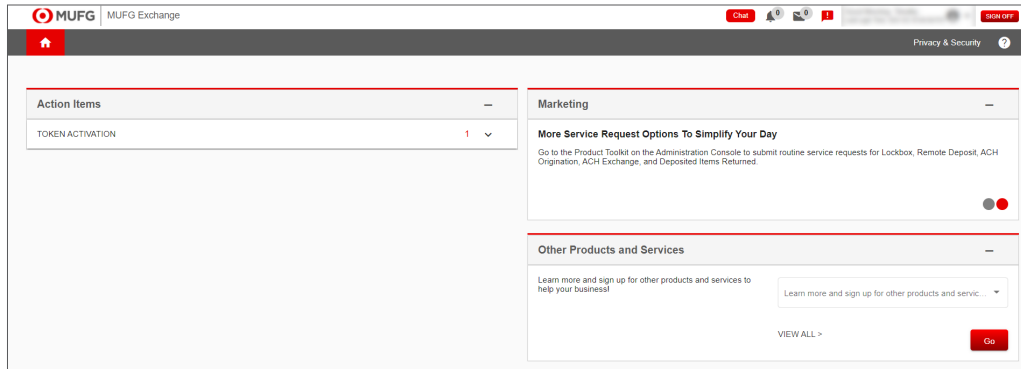 MUFG MUFG Exchange
Chat 0 0 SIGN OFF
Privacy & Security ?
Action Items
TOKEN ACTIVATION 1
Marketing
More Service Request Options To Simplify Your Day
Go to the Product Toolkit on the Administration Console to submit routine service requests for Lockbox, Remote Deposit, ACH
Origination, ACH Exchange, and Deposited Items Returned.
Other Products and Services
Learn more and sign up for other products and services to
help your business!
Learn more and sign up for other products and servic...
VIEW ALL >
Go